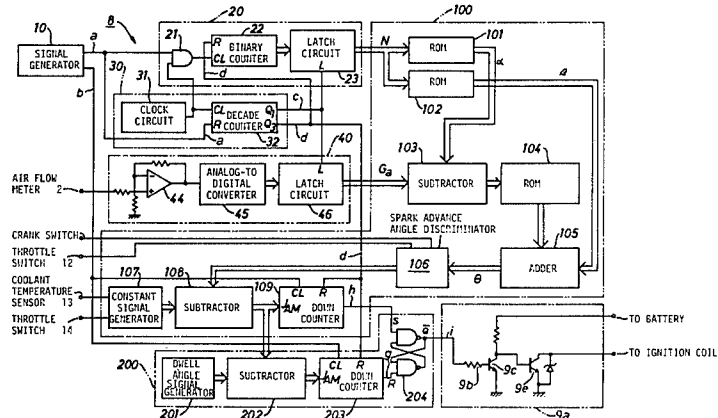 8
20
100
10
SIGNAL GENERATOR
a
b
21
R
CL
22
BINARY COUNTER
d
LATCH CIRCUIT
L
23
N
101
ROM
α
ROM
102
A
30
31
CLOCK CIRCUIT
CL
R
a
DECADE COUNTER
Q1
Q3
32
c
d
40
AIR FLOW METER 2
44
ANALOG-TO DIGITAL CONVERTER
45
L
LATCH CIRCUIT
46
Ga
103
SUBTRACTOR
104
ROM
SPARK ADVANCE ANGLE DISCRIMINATOR
106
θ
105
ADDER
CRANK SWITCH
THROTTLE SWITCH 12
COOLANT TEMPERATURE SENSOR 13
THROTTLE SWITCH 14
107
CONSTANT SIGNAL GENERATOR
108
SUBTRACTOR
109
CL R
JAM
DOWN COUNTER
h
d
200
DWELL ANGLE SIGNAL GENERATOR
201
SUBTRACTOR
202
CL R
JAM
DOWN COUNTER
203
g
S
R
Q
204
i
9b
9c
9e
9a
TO BATTERY
TO IGNITION COIL